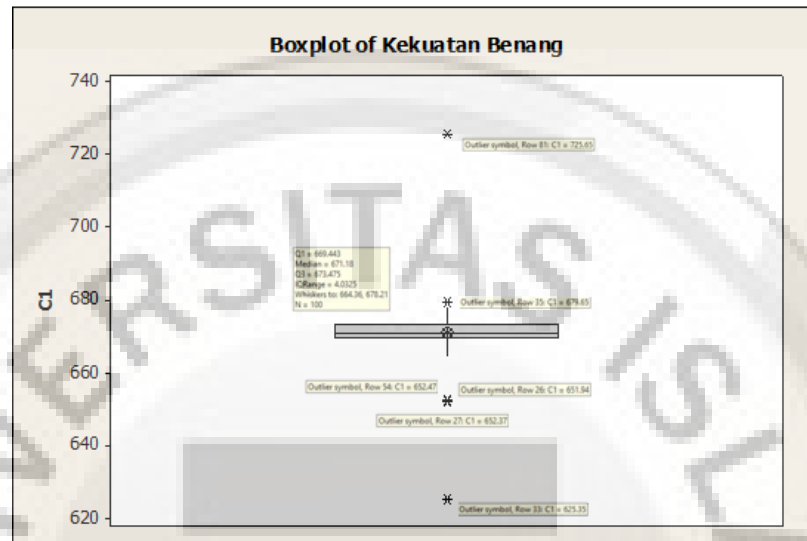 Boxplot of Kekuatan Benang
740
720
700
680
660
640
620
C1
Outlier symbol, Row 81: C1 = 725.65
Q1 = 669.443
Median = 671.18
Q3 = 673.475
IQRange = 4.0325
Whiskers to: 664.36, 678.21
N = 100
Outlier symbol, Row 35: C1 = 679.65
Outlier symbol, Row 54: C1 = 652.47
Outlier symbol, Row 26: C1 = 651.94
Outlier symbol, Row 27: C1 = 652.37
Outlier symbol, Row 33: C1 = 625.35
VERSITAS ISL